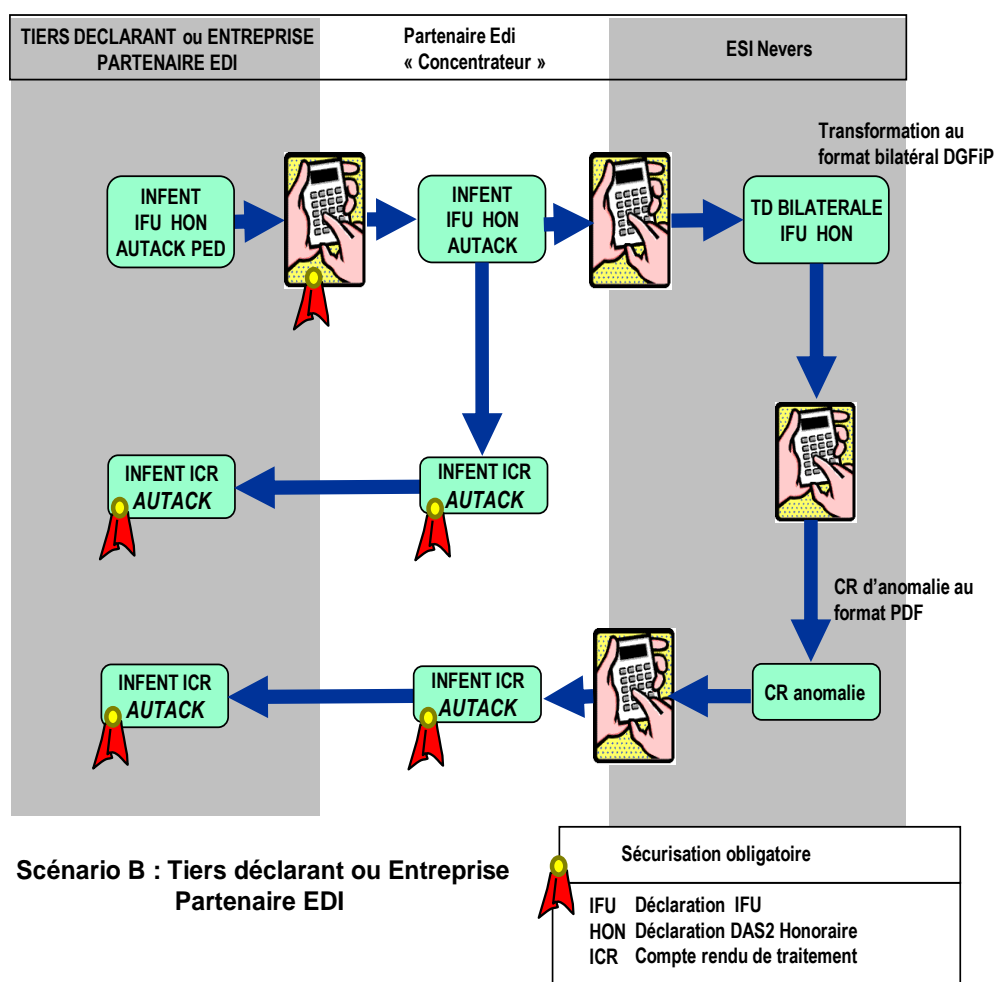 TIERS DECLARANT ou ENTREPRISE
PARTENAIRE EDI
Partenaire Edi
« Concentrateur »
ESI Nevers
Transformation au
format bilatéral DGFiP
INFENT
IFU HON
AUTACK PED
INFENT
IFU HON
AUTACK
TD BILATERALE
IFU HON
INFENT ICR
AUTACK
INFENT ICR
AUTACK
CR d'anomalie au
format PDF
INFENT ICR
AUTACK
INFENT ICR
AUTACK
CR anomalie
Scénario B : Tiers déclarant ou Entreprise
Partenaire EDI
Sécurisation obligatoire
IFU Déclaration IFU
HON Déclaration DAS2 Honoraire
ICR Compte rendu de traitement